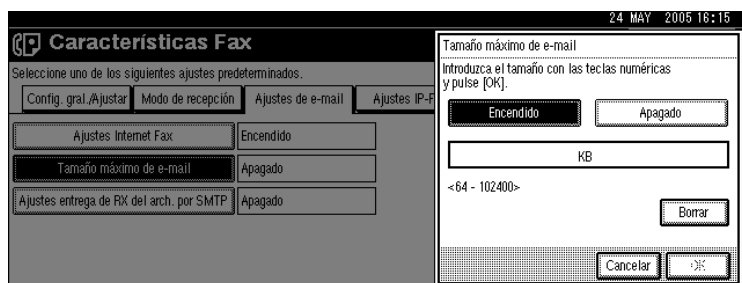 24 MAY 2005 16:15
Características Fax
Seleccione uno de los siguientes ajustes predeterminados.
Config. gral./Ajustar Modo de recepción Ajustes de e-mail Ajustes IP-F
Ajustes Internet Fax Encendido
Tamaño máximo de e-mail Apagado
Ajustes entrega de RX del arch. por SMTP Apagado
Tamaño máximo de e-mail
Introduzca el tamaño con las teclas numéricas
y pulse [OK].
Encendido Apagado
KB
<64 - 102400>
Borrar
Cancelar OK